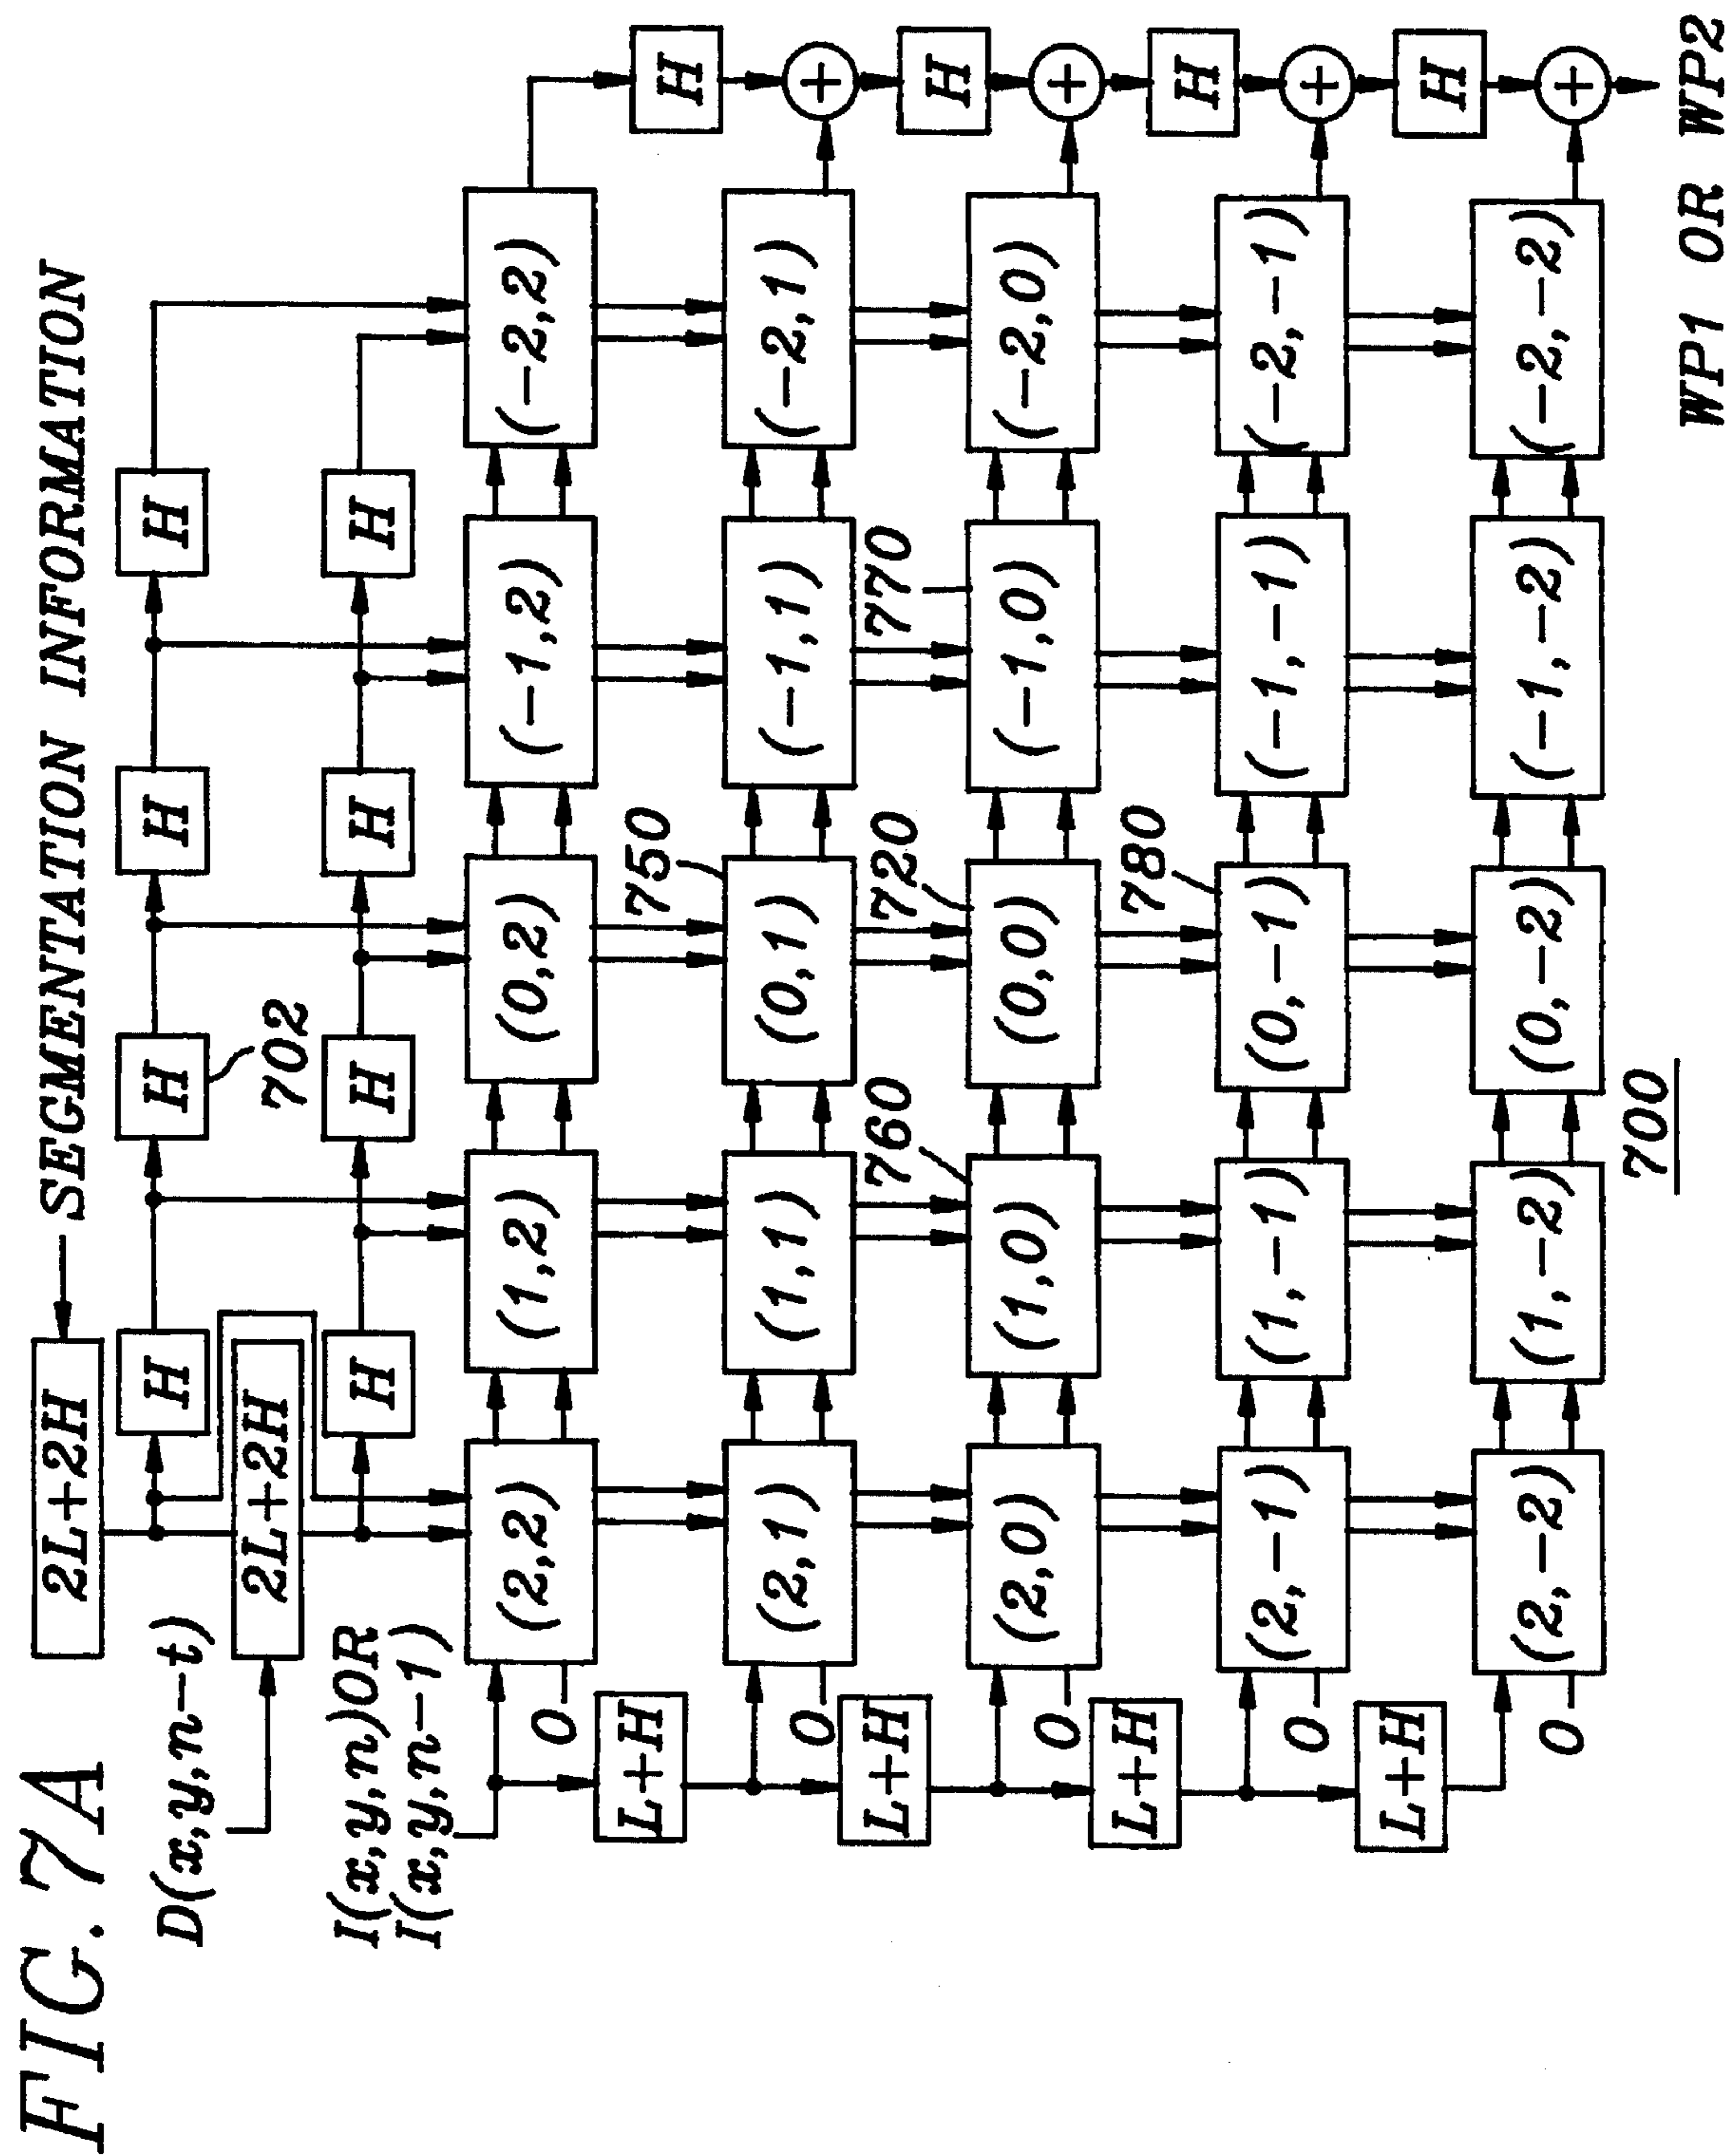 FIG. 7A
2L+2H
SEGMENTATION INFORMATION
H H H H
D(x,y,n-t)
2L+2H
702
I(x,y,n)OR
I(x,y,n-1)
H H H H
(2,2) (1,2) (0,2) (-1,2) (-2,2)
0
L+H 750 H
(2,1) (1,1) (0,1) (-1,1) (-2,1) +
0
L+H 760 720 770 H
(2,0) (1,0) (0,0) (-1,0) (-2,0) +
0
L+H 780 H
(2,-1) (1,-1) (0,-1) (-1,-1) (-2,-1) +
0
L+H H
(2,-2) (1,-2) (0,-2) (-1,-2) (-2,-2) +
0
700
WP1 OR WP2